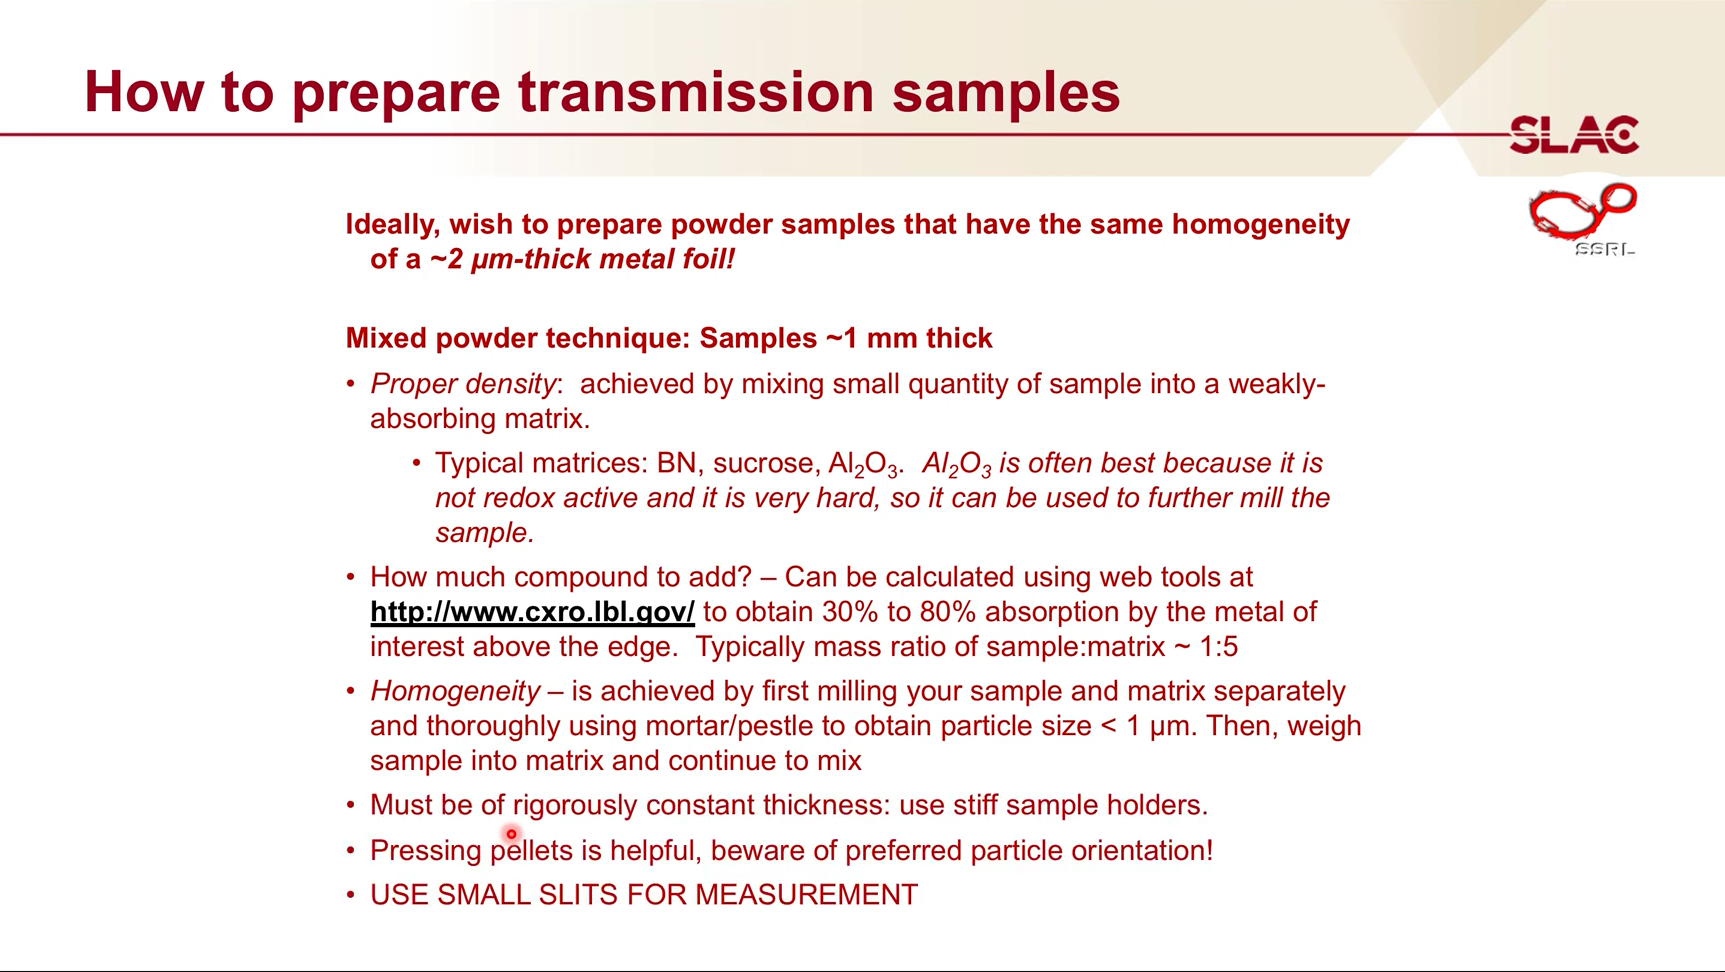 How to prepare transmission samples
SLAC
SSRL
Ideally, wish to prepare powder samples that have the same homogeneity
of a ~2 µm-thick metal foil!
Mixed powder technique: Samples ~1 mm thick
• Proper density:  achieved by mixing small quantity of sample into a weakly-
absorbing matrix.
• Typical matrices: BN, sucrose, Al₂O₃.  Al₂O₃ is often best because it is
not redox active and it is very hard, so it can be used to further mill the
sample.
• How much compound to add? – Can be calculated using web tools at
http://www.cxro.lbl.gov/ to obtain 30% to 80% absorption by the metal of
interest above the edge.  Typically mass ratio of sample:matrix ~ 1:5
• Homogeneity – is achieved by first milling your sample and matrix separately
and thoroughly using mortar/pestle to obtain particle size < 1 µm. Then, weigh
sample into matrix and continue to mix
• Must be of rigorously constant thickness: use stiff sample holders.
• Pressing pellets is helpful, beware of preferred particle orientation!
• USE SMALL SLITS FOR MEASUREMENT